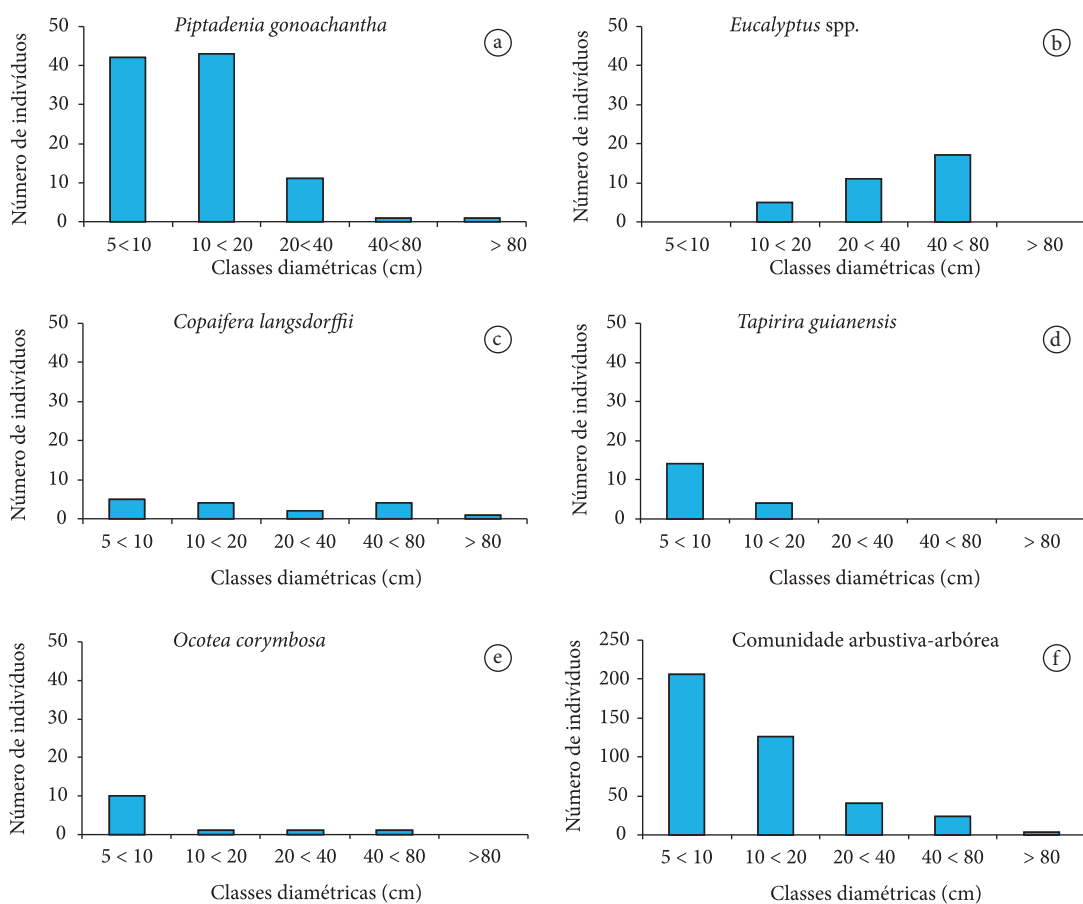 Piptadenia gonoachantha
a
Número de indivíduos
50
40
30
20
10
0
5<10 10 < 20 20<40 40<80 > 80
Classes diamétricas (cm)
Eucalyptus spp.
b
Número de indivíduos
50
40
30
20
10
0
5<10 10 < 20 20 < 40 40 < 80 > 80
Classes diamétricas (cm)
Copaifera langsdorffii
c
Número de indivíduos
50
40
30
20
10
0
5 < 10 10 < 20 20 < 40 40 < 80 > 80
Classes diamétricas (cm)
Tapirira guianensis
d
Número de indivíduos
50
40
30
20
10
0
5 < 10 10 < 20 20 < 40 40 < 80 > 80
Classes diamétricas (cm)
Ocotea corymbosa
e
Número de indivíduos
50
40
30
20
10
0
5 < 10 10 < 20 20 < 40 40 < 80 >80
Classes diamétricas (cm)
Comunidade arbustiva-arbórea
f
Número de indivíduos
250
200
150
100
50
0
5 < 10 10 < 20 20 < 40 40 < 80 > 80
Classes diamétricas (cm)